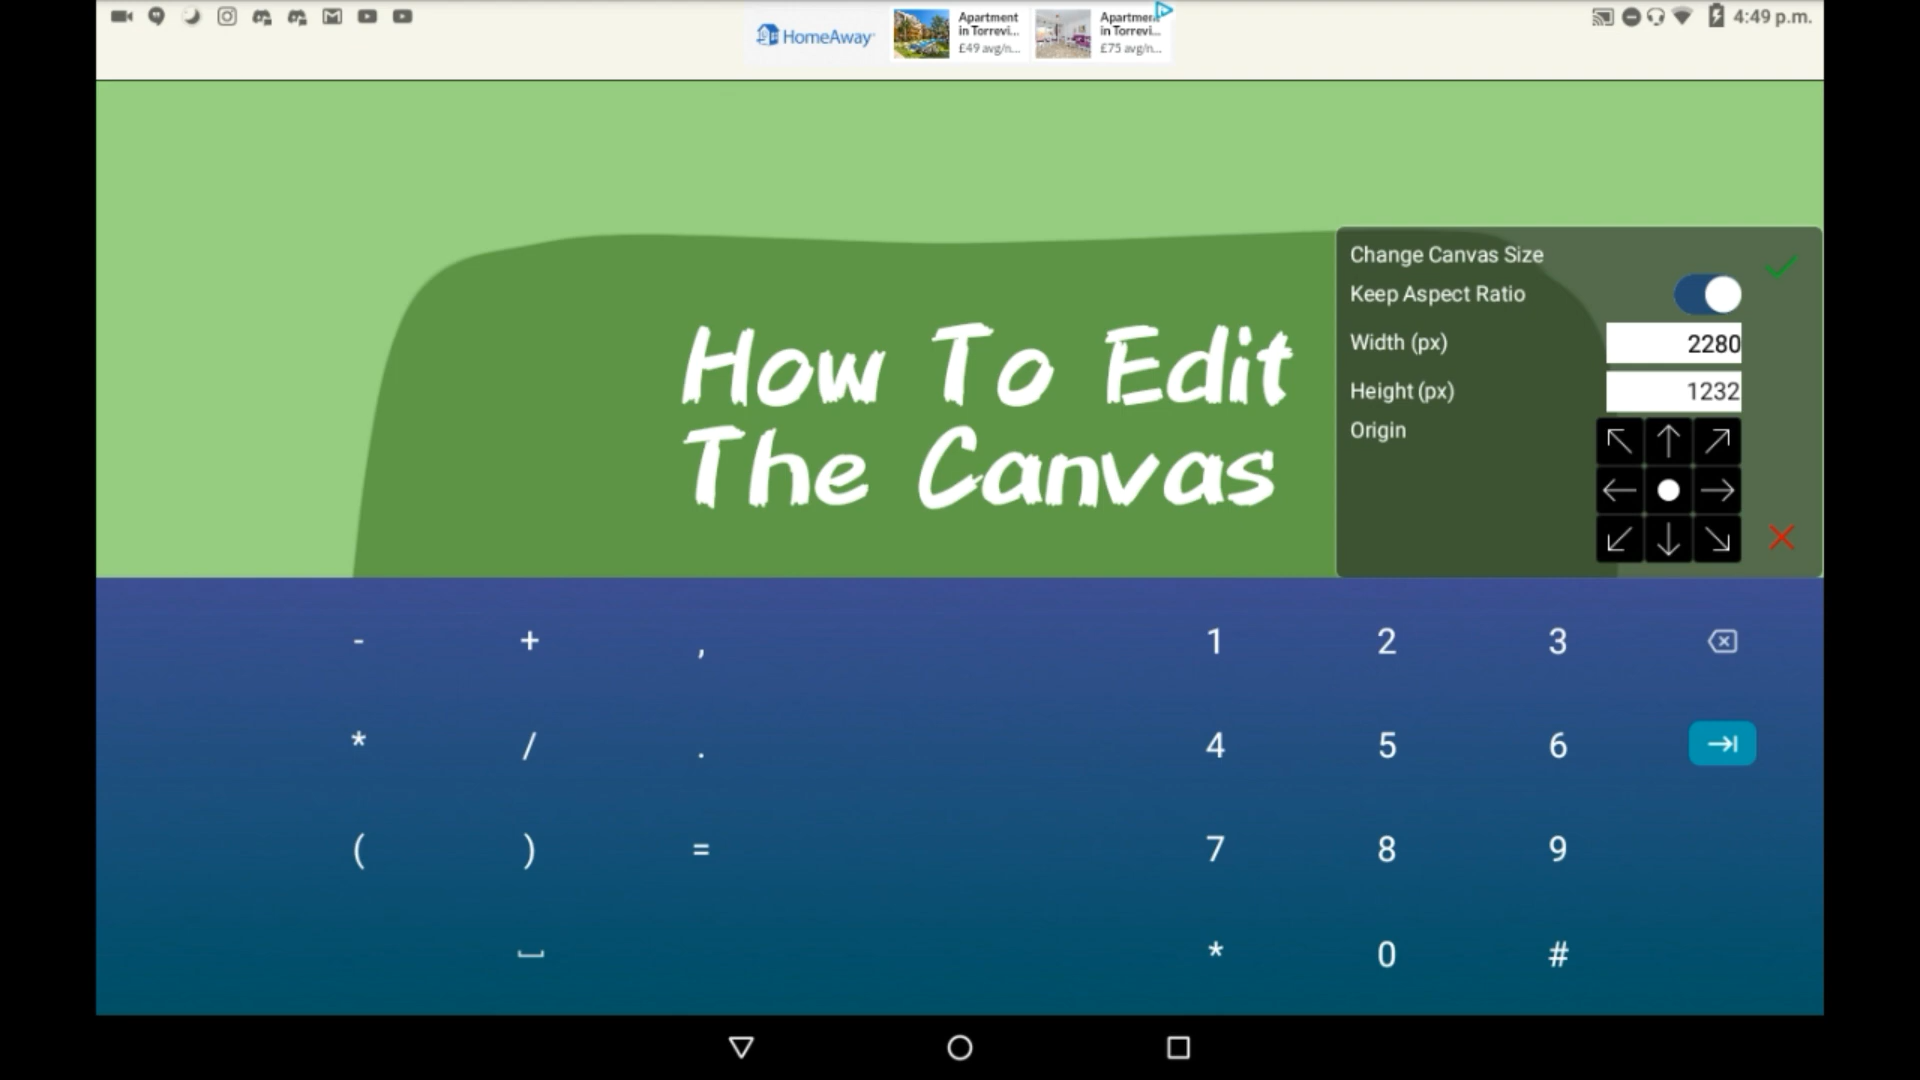 HomeAway
Apartment
in Torrevi...
£49 avg/n...
Apartment
in Torrevi...
£75 avg/n...
4:49 p.m.
How To Edit
The Canvas
Change Canvas Size
Keep Aspect Ratio
Width (px)
2280
Height (px)
1232
Origin
- + , 1 2 3
* / . 4 5 6
( ) = 7 8 9
* 0 #